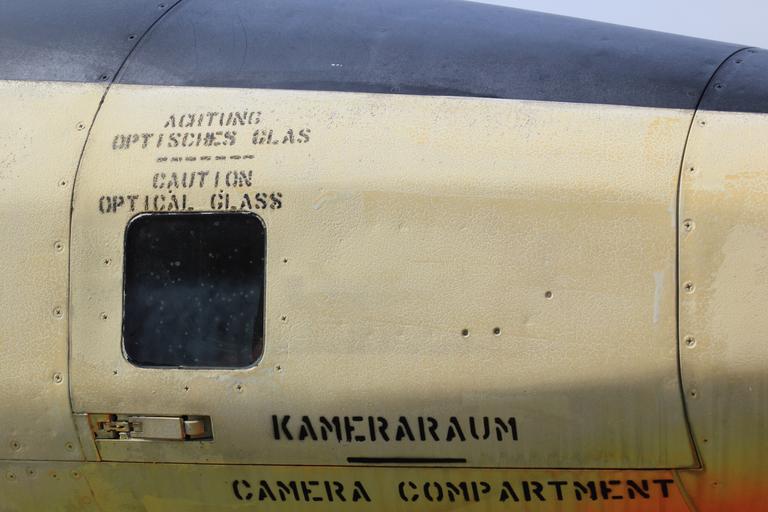 ACHTUNG
OPTISCHES GLAS
CAUTION
OPTICAL GLASS
KAMERARAUM
CAMERA COMPARTMENT